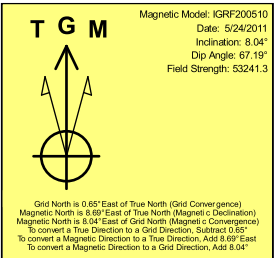 Magnetic Model: IGRF200510
T G M
Date: 5/24/2011
Inclination: 8.04°
Dip Angle: 67.19°
Field Strength: 53241.3
Grid North is 0.65° East of True North (Grid Convergence)
Magnetic North is 8.69° East of True North (Magnetic Declination)
Magnetic North is 8.04° East of Grid North (Magnetic Convergence)
To convert a True Direction to a Grid Direction, Subtract 0.65°
To convert a Magnetic Direction to a True Direction, Add 8.69° East
To convert a Magnetic Direction to a Grid Direction, Add 8.04°